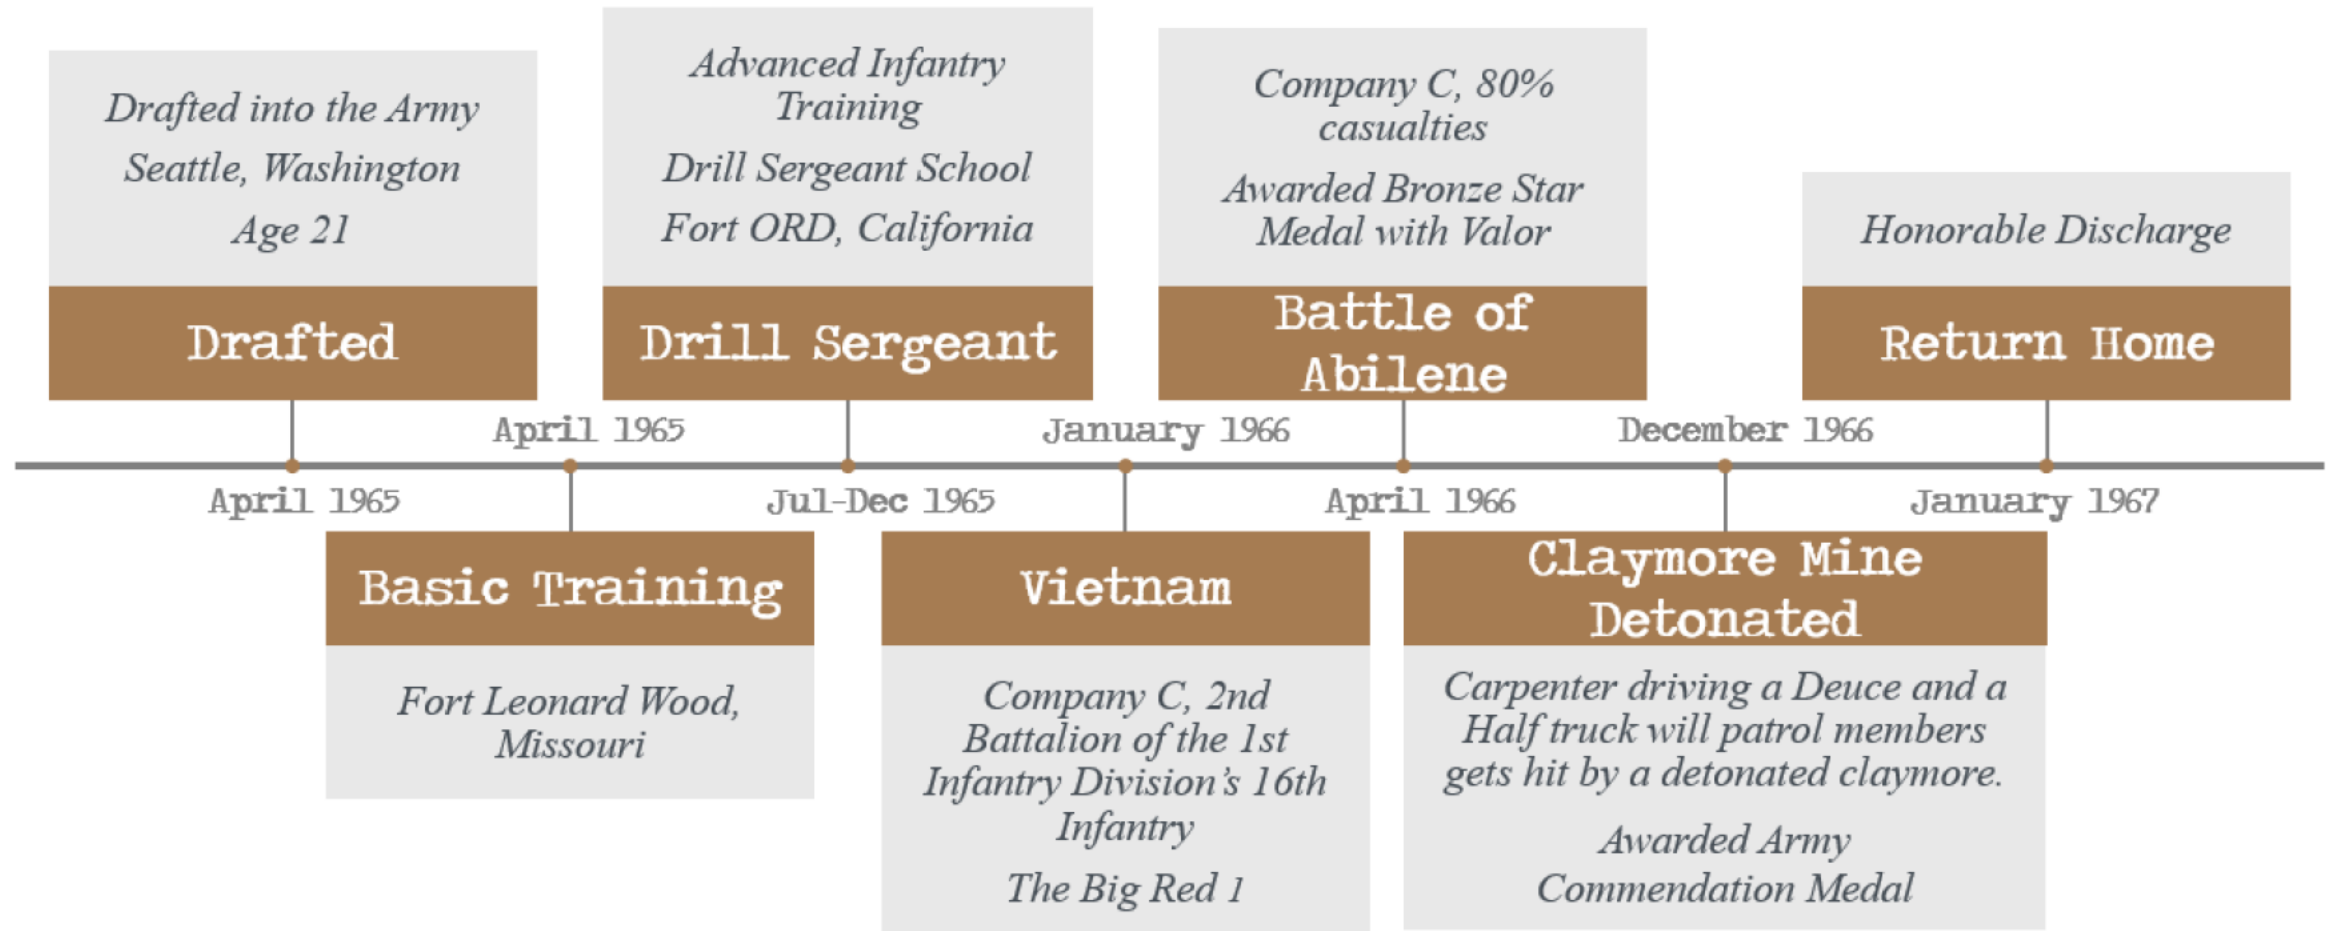 Drafted into the Army
Seattle, Washington
Age 21
Drafted
April 1965
April 1965
Basic Training
Fort Leonard Wood,
Missouri
Advanced Infantry
Training
Drill Sergeant School
Fort ORD, California
Drill Sergeant
Jul-Dec 1965
January 1966
Vietnam
Company C, 2nd
Battalion of the 1st
Infantry Division’s 16th
Infantry
The Big Red 1
Company C, 80%
casualties
Awarded Bronze Star
Medal with Valor
Battle of
Abilene
April 1966
December 1966
Claymore Mine
Detonated
Carpenter driving a Deuce and a
Half truck will patrol members
gets hit by a detonated claymore.
Awarded Army
Commendation Medal
Honorable Discharge
Return Home
January 1967